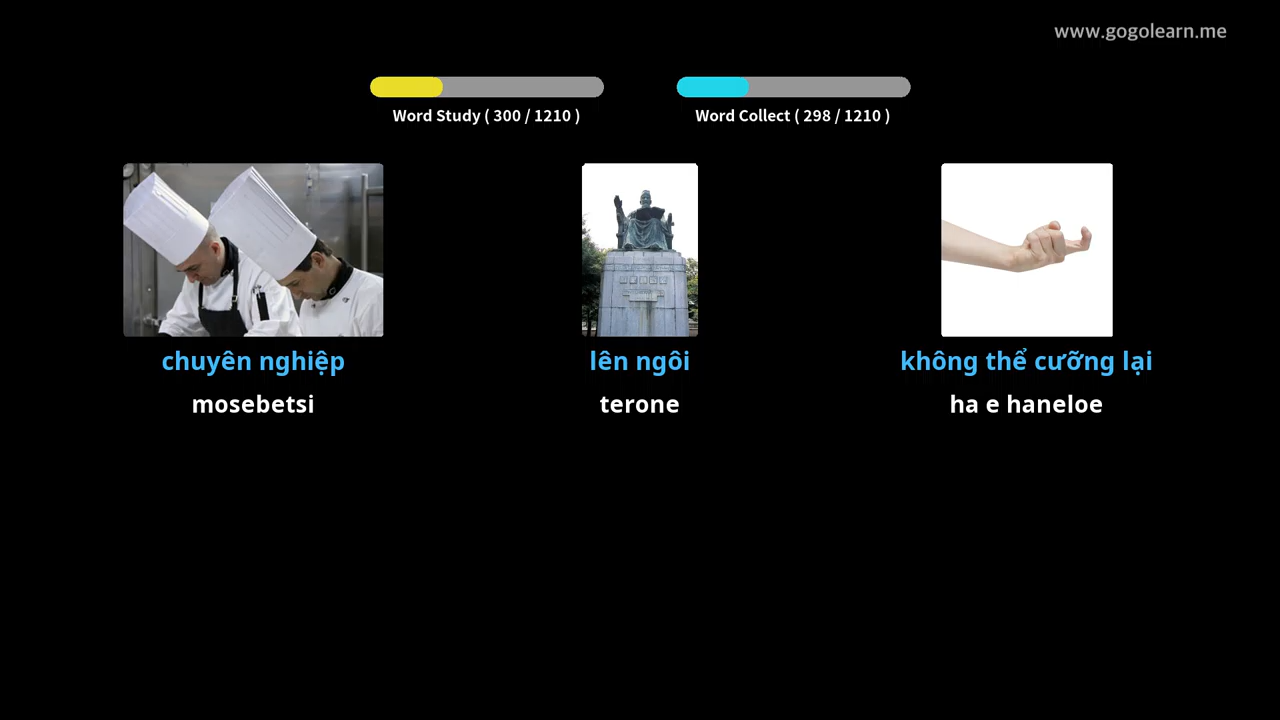 www.gogolearn.me
Word Study ( 300 / 1210 )
Word Collect ( 298 / 1210 )
chuyên nghiệp
mosebetsi
lên ngôi
terone
không thể cưỡng lại
ha e haneloe